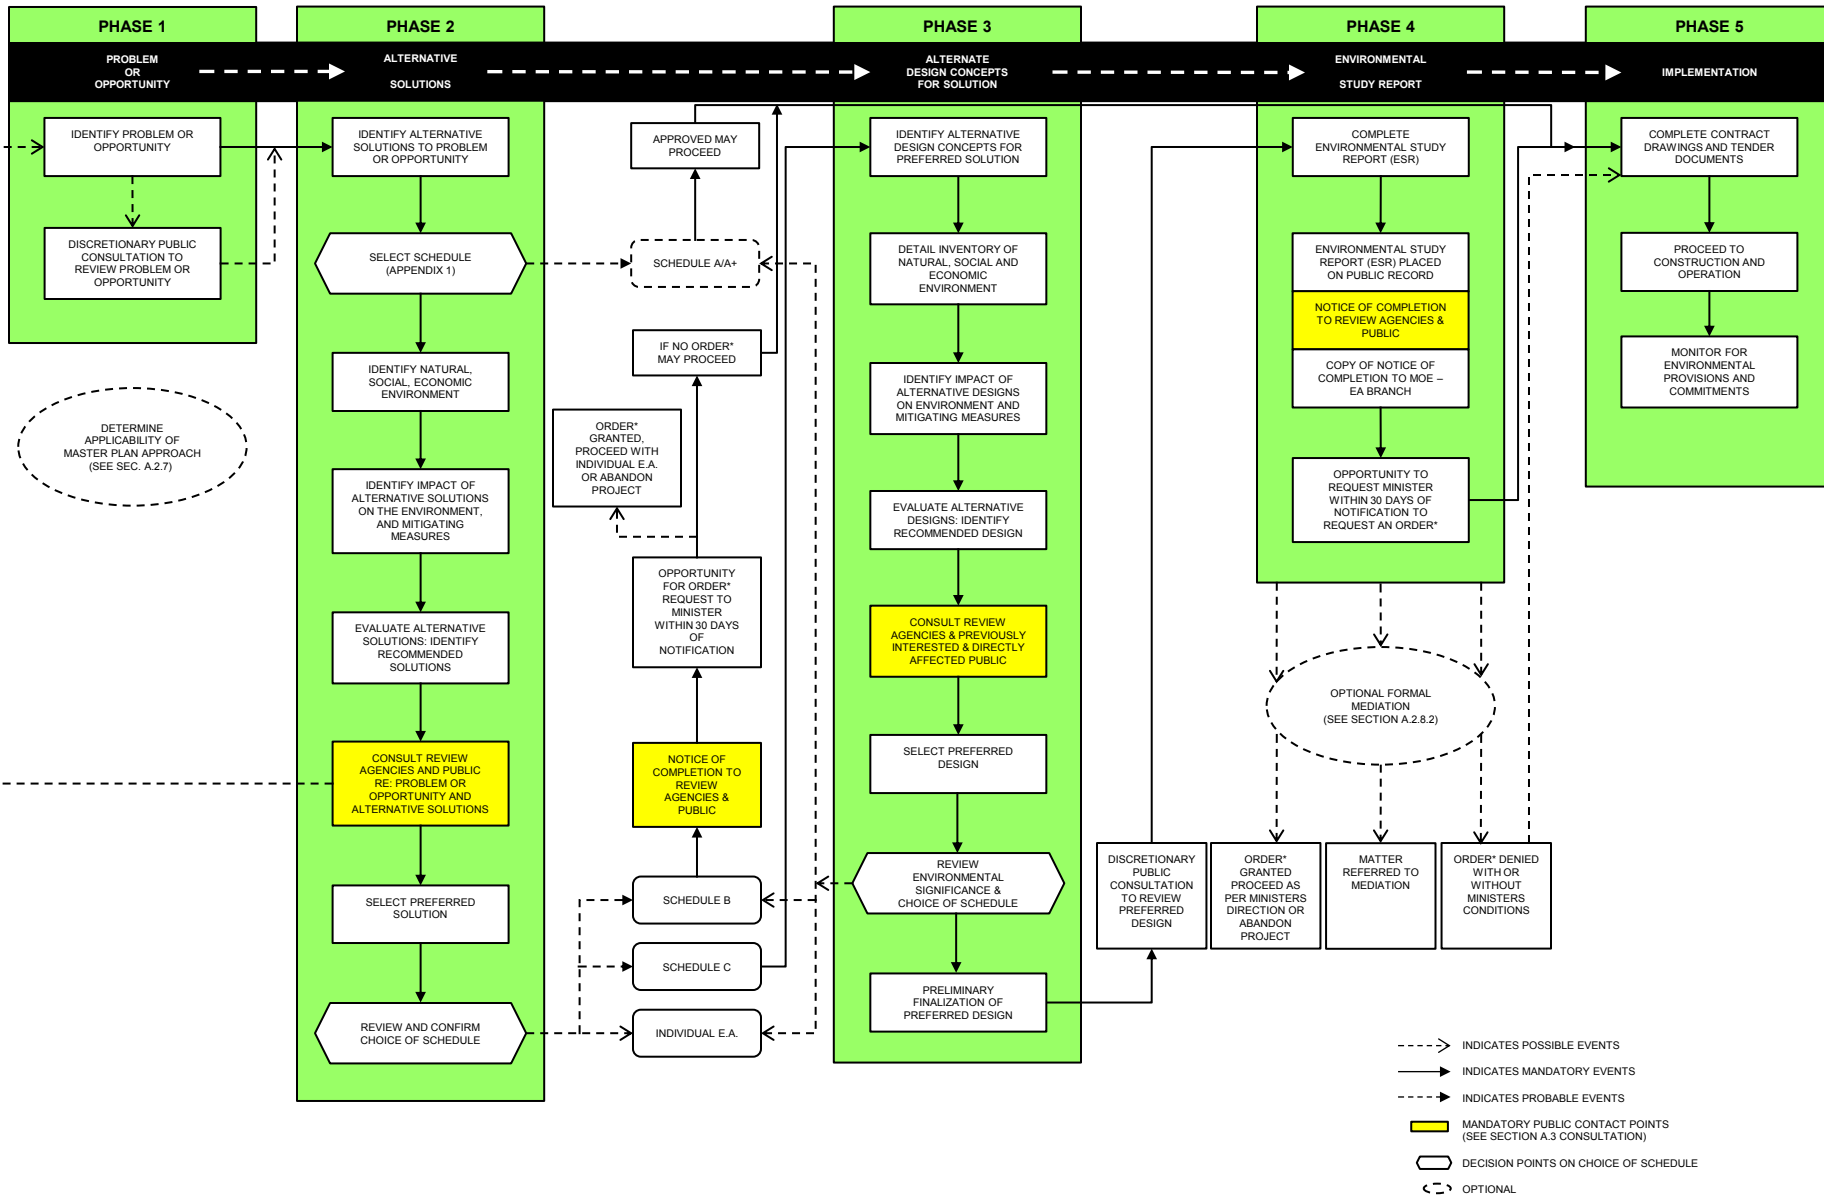 PHASE 1
PROBLEM
OR
OPPORTUNITY
IDENTIFY PROBLEM OR
OPPORTUNITY
DISCRETIONARY PUBLIC
CONSULTATION TO
REVIEW PROBLEM OR
OPPORTUNITY
DETERMINE
APPLICABILITY OF
MASTER PLAN APPROACH
(SEE SEC. A.2.7)
PHASE 2
ALTERNATIVE
SOLUTIONS
IDENTIFY ALTERNATIVE
SOLUTIONS TO PROBLEM
OR OPPORTUNITY
SELECT SCHEDULE
(APPENDIX 1)
IDENTIFY NATURAL,
SOCIAL, ECONOMIC
ENVIRONMENT
IDENTIFY IMPACT OF
ALTERNATIVE SOLUTIONS
ON THE ENVIRONMENT,
AND MITIGATING
MEASURES
EVALUATE ALTERNATIVE
SOLUTIONS: IDENTIFY
RECOMMENDED
SOLUTIONS
CONSULT REVIEW
AGENCIES AND PUBLIC
RE: PROBLEM OR
OPPORTUNITY AND
ALTERNATIVE SOLUTIONS
SELECT PREFERRED
SOLUTION
REVIEW AND CONFIRM
CHOICE OF SCHEDULE
APPROVED MAY
PROCEED
SCHEDULE A/A+
IF NO ORDER*
MAY PROCEED
ORDER*
GRANTED,
PROCEED WITH
INDIVIDUAL E.A.
OR ABANDON
PROJECT
OPPORTUNITY
FOR ORDER*
REQUEST TO
MINISTER
WITHIN 30 DAYS
OF
NOTIFICATION
NOTICE OF
COMPLETION TO
REVIEW
AGENCIES &
PUBLIC
SCHEDULE B
SCHEDULE C
INDIVIDUAL E.A.
PHASE 3
ALTERNATE
DESIGN CONCEPTS
FOR SOLUTION
IDENTIFY ALTERNATIVE
DESIGN CONCEPTS FOR
PREFERRED SOLUTION
DETAIL INVENTORY OF
NATURAL, SOCIAL AND
ECONOMIC
ENVIRONMENT
IDENTIFY IMPACT OF
ALTERNATIVE DESIGNS
ON ENVIRONMENT AND
MITIGATING MEASURES
EVALUATE ALTERNATIVE
DESIGNS: IDENTIFY
RECOMMENDED DESIGN
CONSULT REVIEW
AGENCIES & PREVIOUSLY
INTERESTED & DIRECTLY
AFFECTED PUBLIC
SELECT PREFERRED
DESIGN
REVIEW
ENVIRONMENTAL
SIGNIFICANCE &
CHOICE OF SCHEDULE
PRELIMINARY
FINALIZATION OF
PREFERRED DESIGN
PHASE 4
ENVIRONMENTAL
STUDY REPORT
COMPLETE
ENVIRONMENTAL STUDY
REPORT (ESR)
ENVIRONMENTAL STUDY
REPORT (ESR) PLACED
ON PUBLIC RECORD
NOTICE OF COMPLETION
TO REVIEW AGENCIES &
PUBLIC
COPY OF NOTICE OF
COMPLETION TO MOE –
EA BRANCH
OPPORTUNITY TO
REQUEST MINISTER
WITHIN 30 DAYS OF
NOTIFICATION TO
REQUEST AN ORDER*
OPTIONAL FORMAL
MEDIATION
(SEE SECTION A.2.8.2)
DISCRETIONARY
PUBLIC
CONSULTATION
TO REVIEW
PREFERRED
DESIGN
ORDER*
GRANTED
PROCEED AS
PER MINISTERS
DIRECTION OR
ABANDON
PROJECT
MATTER
REFERRED TO
MEDIATION
ORDER* DENIED
WITH OR
WITHOUT
MINISTERS
CONDITIONS
PHASE 5
IMPLEMENTATION
COMPLETE CONTRACT
DRAWINGS AND TENDER
DOCUMENTS
PROCEED TO
CONSTRUCTION AND
OPERATION
MONITOR FOR
ENVIRONMENTAL
PROVISIONS AND
COMMITMENTS
INDICATES POSSIBLE EVENTS
INDICATES MANDATORY EVENTS
INDICATES PROBABLE EVENTS
MANDATORY PUBLIC CONTACT POINTS
(SEE SECTION A.3 CONSULTATION)
DECISION POINTS ON CHOICE OF SCHEDULE
OPTIONAL